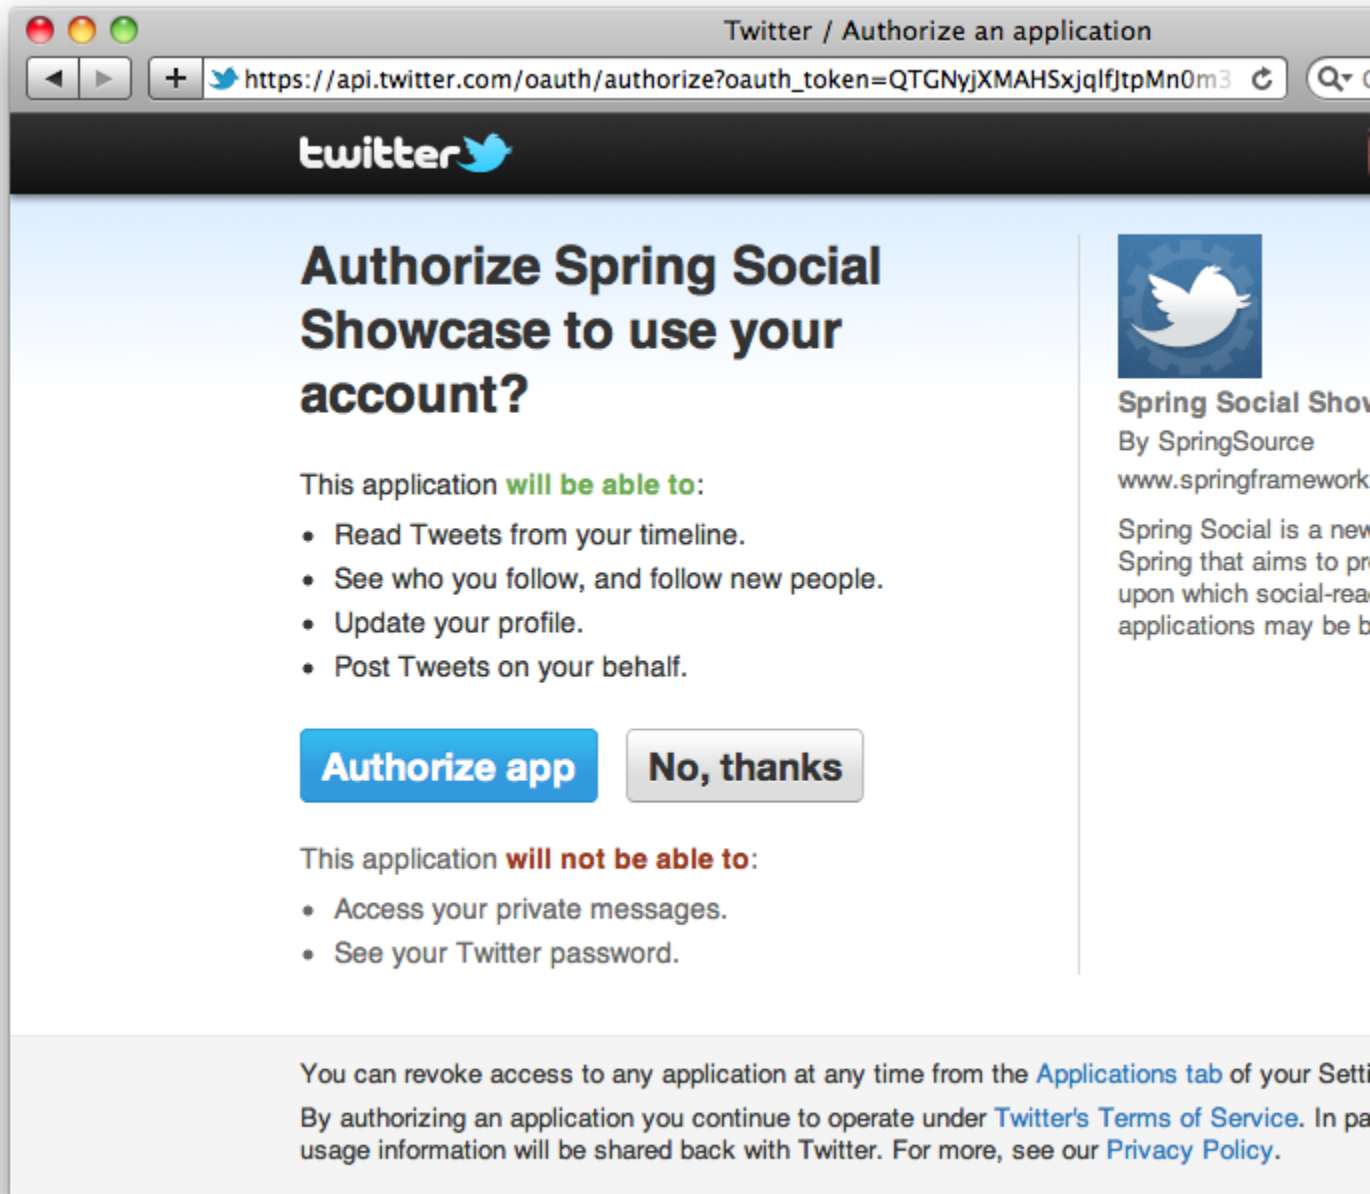 Twitter / Authorize an application
https://api.twitter.com/oauth/authorize?oauth_token=QTGNyjXMAHSxjqlfJtpMn0m3
twitter
Authorize Spring Social
Showcase to use your
account?
This application will be able to:
• Read Tweets from your timeline.
• See who you follow, and follow new people.
• Update your profile.
• Post Tweets on your behalf.
Authorize app
No, thanks
This application will not be able to:
• Access your private messages.
• See your Twitter password.
Spring Social
By SpringSource
www.springframework
Spring Social is a new
Spring that aims to
upon which
applications may be
You can revoke access to any application at any time from the Applications tab of your
By authorizing an application you continue to operate under Twitter's Terms of Service. In
usage information will be shared back with Twitter. For more, see our Privacy Policy.